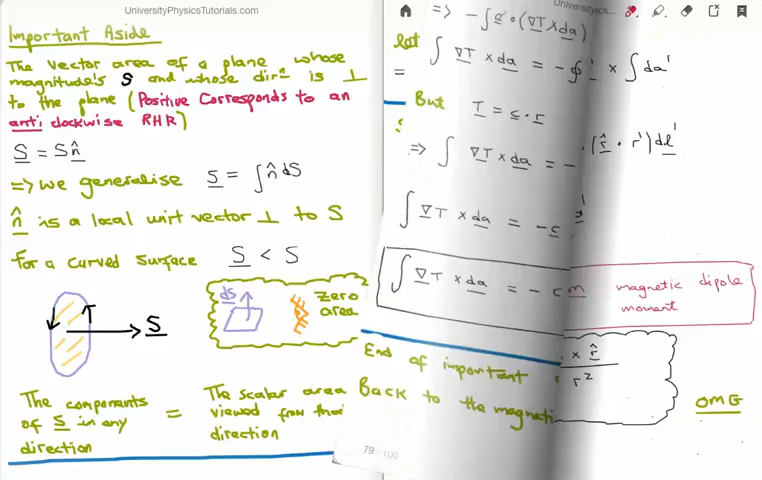 UniversityPhysicsTutorials.com
Important Aside
The vector area of a plane whose
magnitude's S and whose dirⁿ is ⊥
to the plane (Positive Corresponds to an
anti clockwise RHR)
S = S n̂
=> we generalise S = ∫ n̂ dS
n̂ is a local unit vector ⊥ to S
for a curved surface S < S
S
dS
zero
area
The components
of S in any
direction
=
The scalar area
viewed from that
direction
Universityc...
=> - ∫ c · (∇T × da)
let
∫ ∇T × da = - ∮
× ∫ da'
=
But T = c · r
=> ∫ ∇T × da = -
(r̂ · r') dl'
∫ ∇T × da = - c
∫ ∇T × da = - c
m magnetic dipole
moment
End of important
× r̂
r²
Back to the magneti
OMG
79 / 100